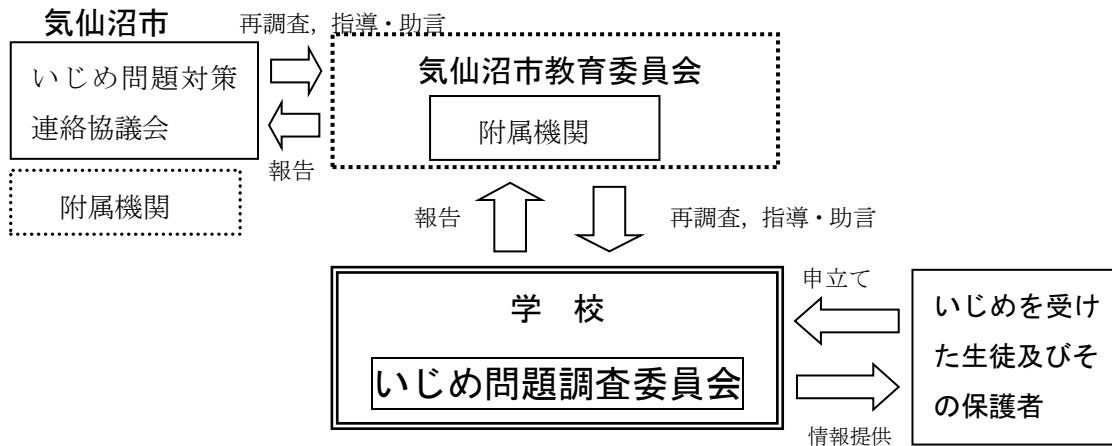 気仙沼市
再調査，指導・助言
いじめ問題対策
連絡協議会
報告
附属機関
気仙沼市教育委員会
附属機関
報告
再調査，指導・助言
学　校
いじめ問題調査委員会
申立て
情報提供
いじめを受け
た生徒及びそ
の保護者